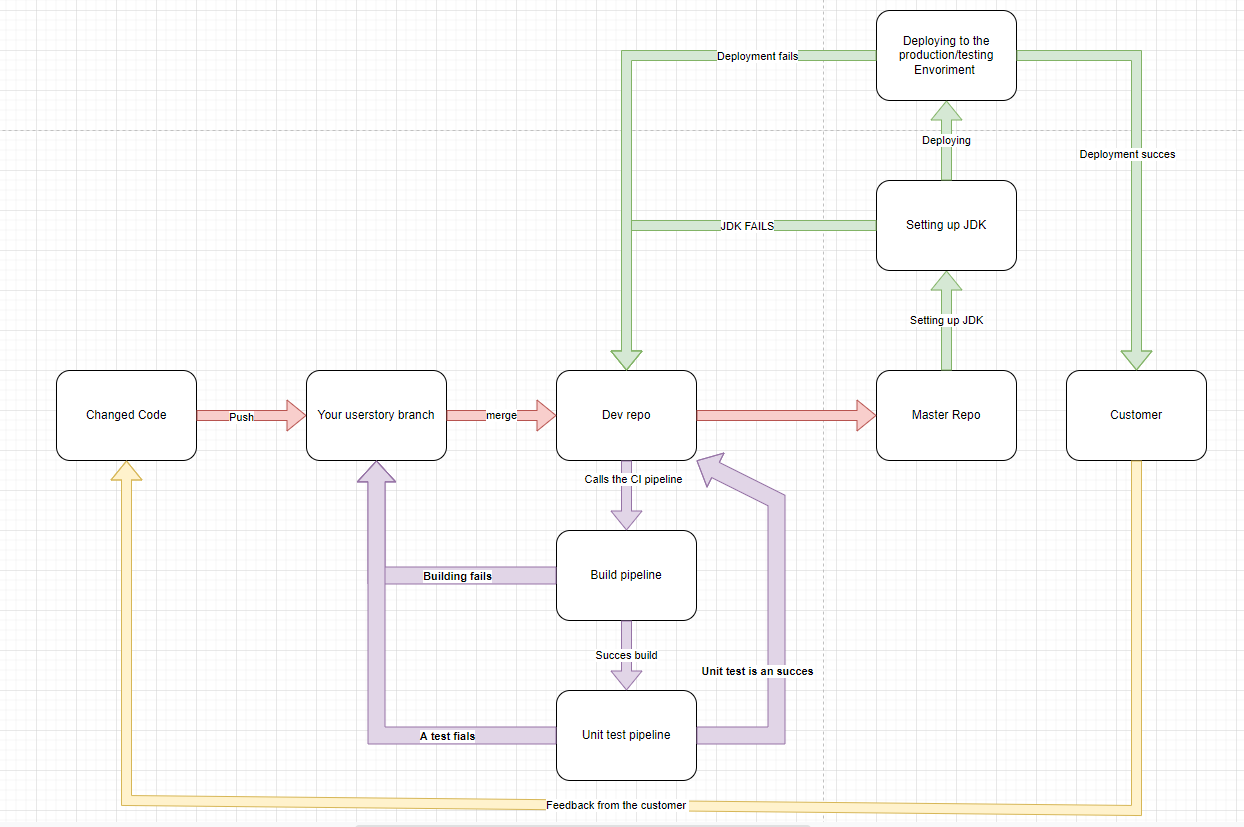 Deploying to the
production/testing
Envoriment
Deployment fails
Deploying
Deployment succes
Setting up JDK
JDK FAILS
Setting up JDK
Changed Code
Push
Your userstory branch
merge
Dev repo
Master Repo
Customer
Calls the CI pipeline
Build pipeline
Building fails
Succes build
Unit test is an succes
Unit test pipeline
A test fials
Feedback from the customer